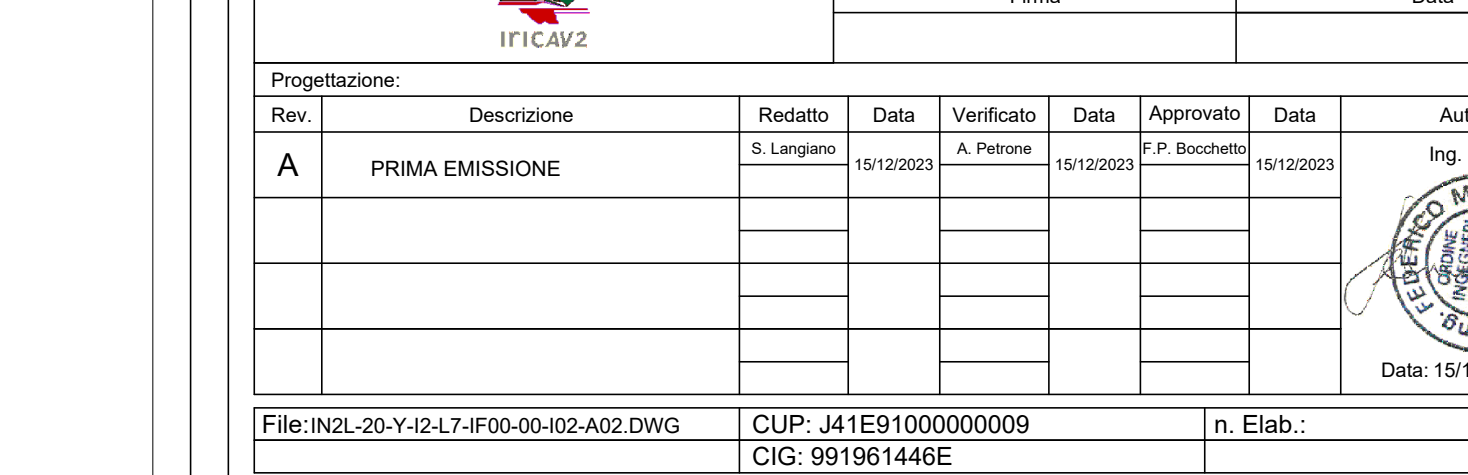 Firma Data
IrICAV2
Progettazione:
Rev. Descrizione Redatto Data Verificato Data Approvato Data
A PRIMA EMISSIONE S. Langiano 15/12/2023 A. Petrone 15/12/2023 F.P. Bocchetto 15/12/2023 Ing.
FEDERICO
ORDINE
Data: 15/1
File:IN2L-20-Y-I2-L7-IF00-00-I02-A02.DWG CUP: J41E91000000009 n. Elab.:
CIG: 991961446E